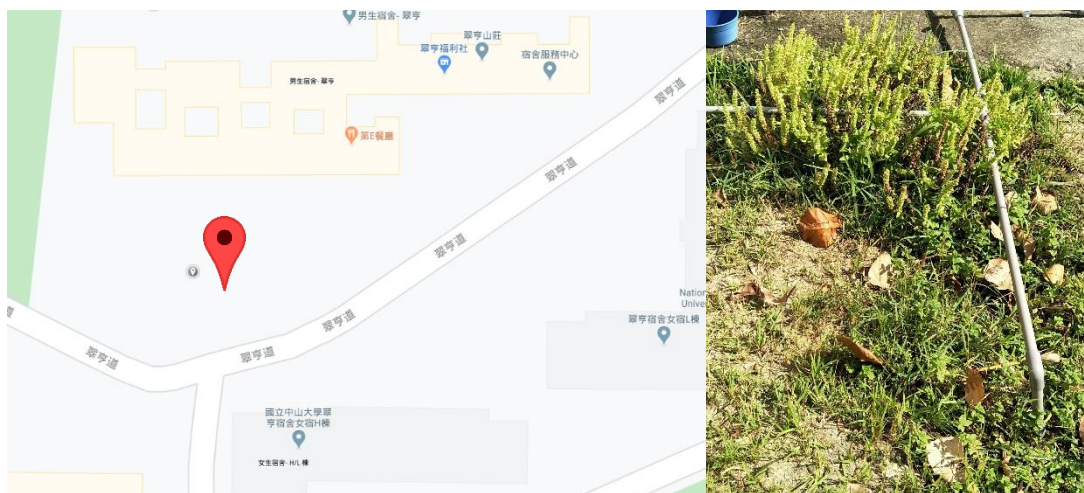 男生宿舍- 翠亨
翠亨山莊
翠亨福利社
宿舍服務中心
男生宿舍- 翠亨
翠亨道
第E餐廳
翠亨道
翠亨道
Nation
Univer
翠亨宿舍女宿L棟
翠亨道
翠亨道
翠亨道
國立中山大學翠
亨宿舍女宿H棟
女生宿舍- H/L 棟